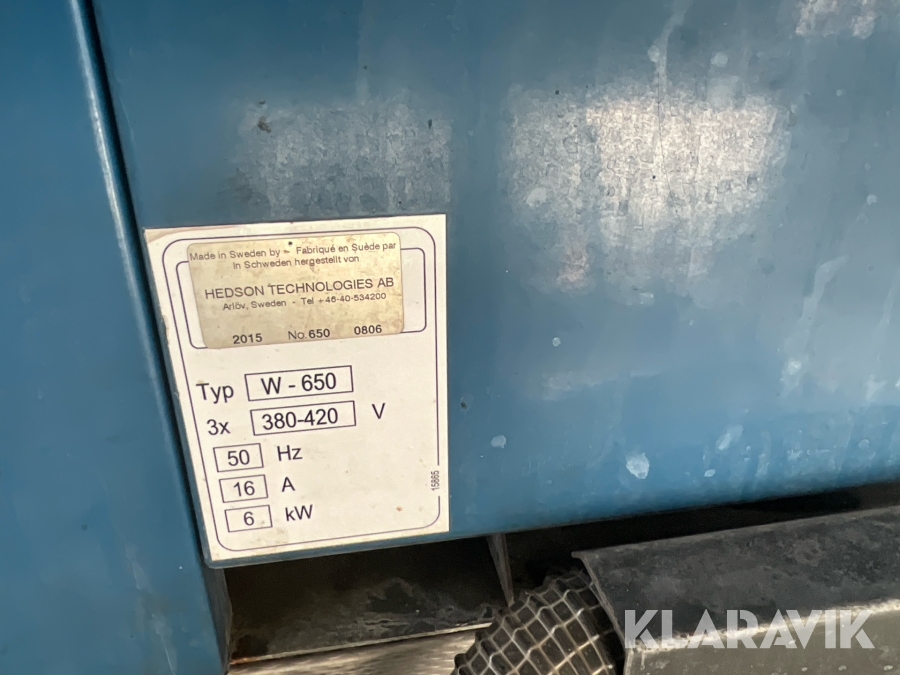 Made in Sweden by - Fabriqué en Suède par
In Schweden hergestellt von
HEDSON TECHNOLOGIES AB
Arlöv, Sweden - Tel +46-40-534200
2015 No. 650 0806
Typ W - 650
3x 380-420 V
50 Hz
16 A
6 kW
15865
KLARAVIK